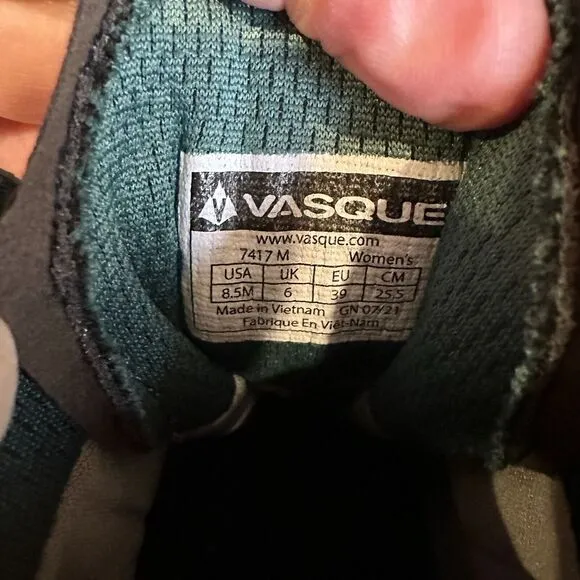 VASQUE
www.vasque.com
7417 M Women's
USA UK EU CM
8.5M 6 39 25.5
Made in Vietnam GN 07/21
Fabrique En Viêt-Nam